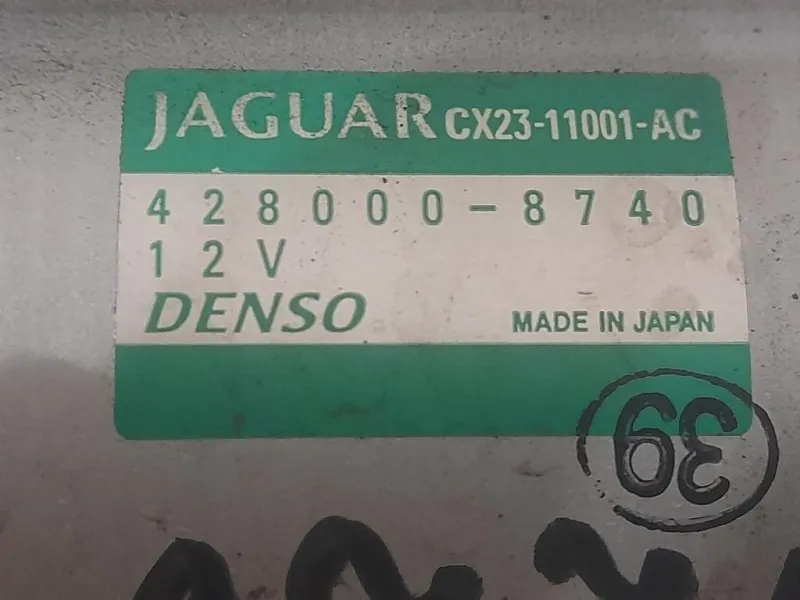 JAGUAR CX23-11001-AC
428000-8740
12V
DENSO MADE IN JAPAN
39